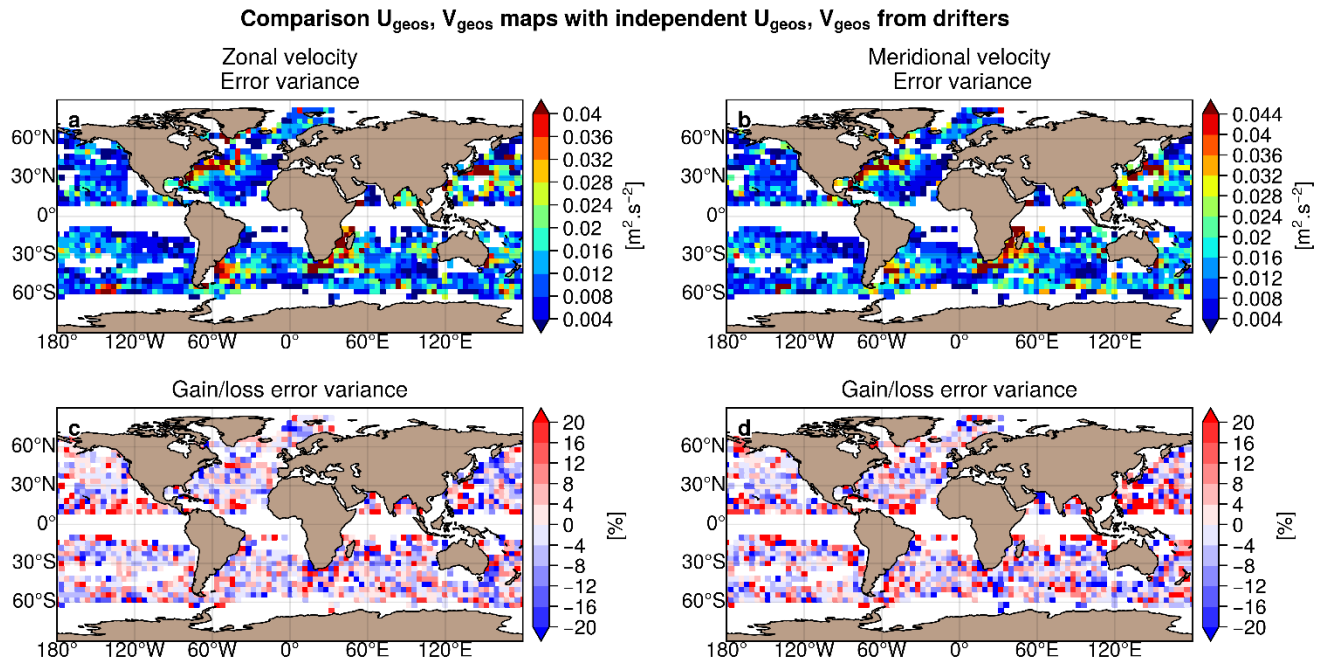 Comparison Ugeos, Vgeos maps with independent Ugeos, Vgeos from drifters
Zonal velocity
Error variance
a
60°N
30°N
0°
30°S
60°S
180°
120°W
60°W
0°
60°E
120°E
0.04
0.036
0.032
0.028
0.024
0.02
0.016
0.012
0.008
0.004
[m².s⁻²]
Meridional velocity
Error variance
b
60°N
30°N
0°
30°S
60°S
180°
120°W
60°W
0°
60°E
120°E
0.044
0.04
0.036
0.032
0.028
0.024
0.02
0.016
0.012
0.008
0.004
[m².s⁻²]
Gain/loss error variance
c
60°N
30°N
0°
30°S
60°S
180°
120°W
60°W
0°
60°E
120°E
20
16
12
8
4
0
−4
−8
−12
−16
−20
[%]
Gain/loss error variance
d
60°N
30°N
0°
30°S
60°S
180°
120°W
60°W
0°
60°E
120°E
20
16
12
8
4
0
−4
−8
−12
−16
−20
[%]